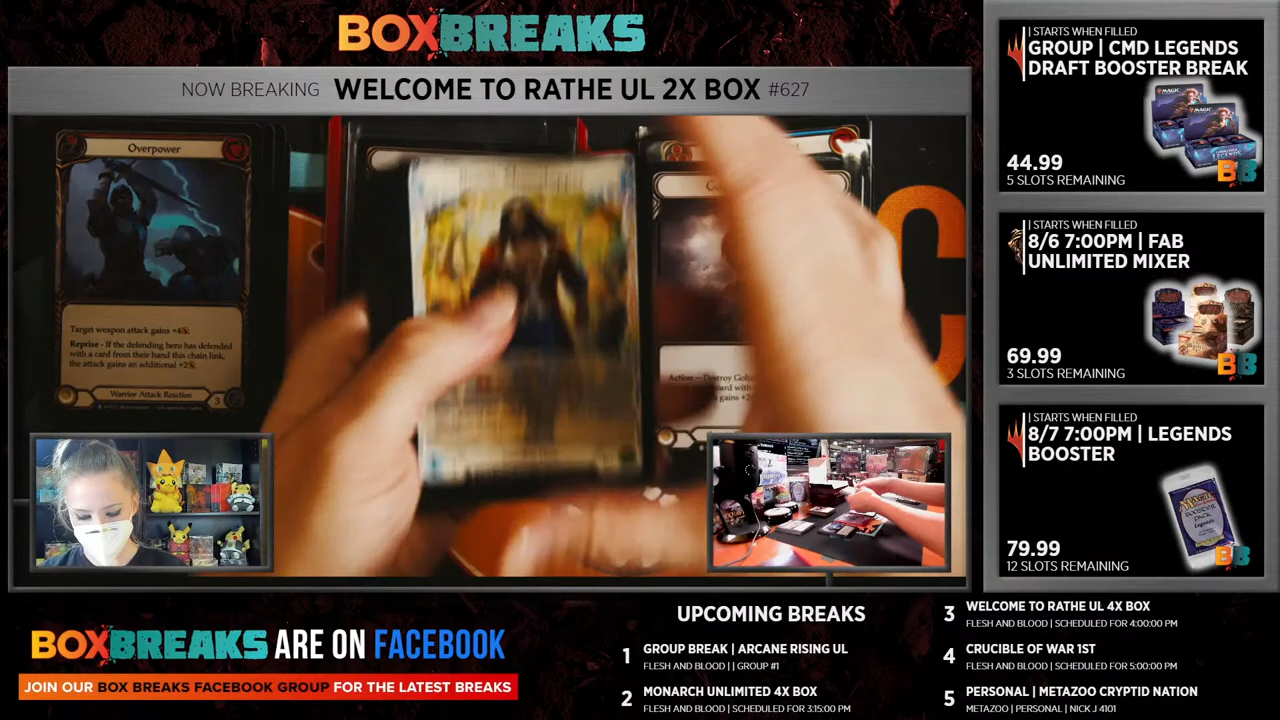 BOXBREAKS
NOW BREAKING WELCOME TO RATHE UL 2X BOX #627
Overpower
Target weapon attack gains +4
Reprise - If the defending hero has defended
with a card from their hand this chain link,
the attack gains an additional +2
Warrior Attack Reaction
3
Action – Destroy
| STARTS WHEN FILLED
GROUP | CMD LEGENDS
DRAFT BOOSTER BREAK
MAGIC
44.99
5 SLOTS REMAINING
BB
| STARTS WHEN FILLED
8/6 7:00PM | FAB
UNLIMITED MIXER
69.99
3 SLOTS REMAINING
BB
| STARTS WHEN FILLED
8/7 7:00PM | LEGENDS
BOOSTER
MAGIC
79.99
12 SLOTS REMAINING
BB
BOXBREAKS ARE ON FACEBOOK
JOIN OUR BOX BREAKS FACEBOOK GROUP FOR THE LATEST BREAKS
UPCOMING BREAKS
1 GROUP BREAK | ARCANE RISING UL
FLESH AND BLOOD | | GROUP #1
2 MONARCH UNLIMITED 4X BOX
FLESH AND BLOOD | SCHEDULED FOR 3:15:00 PM
3 WELCOME TO RATHE UL 4X BOX
FLESH AND BLOOD | SCHEDULED FOR 4:00:00 PM
4 CRUCIBLE OF WAR 1ST
FLESH AND BLOOD | SCHEDULED FOR 5:00:00 PM
5 PERSONAL | METAZOO CRYPTID NATION
METAZOO | PERSONAL | NICK J 4101